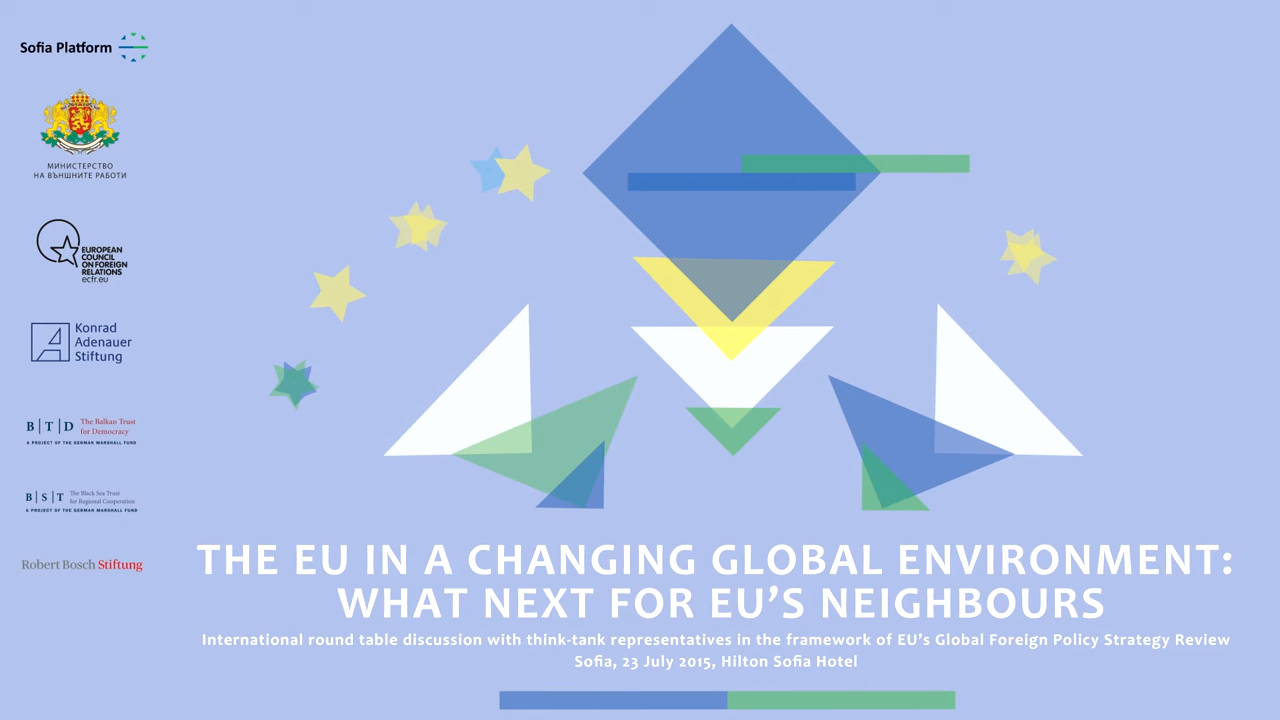 Sofia Platform
МИНИСТЕРСТВО
НА ВЪНШНИТЕ РАБОТИ
EUROPEAN
COUNCIL
ON FOREIGN
RELATIONS
ecfr.eu
Konrad
Adenauer
Stiftung
B|T|D The Balkan Trust
for Democracy
A PROJECT OF THE GERMAN MARSHALL FUND
B|S|T The Black Sea Trust
for Regional Cooperation
A PROJECT OF THE GERMAN MARSHALL FUND
Robert Bosch Stiftung
THE EU IN A CHANGING GLOBAL ENVIRONMENT:
WHAT NEXT FOR EU’S NEIGHBOURS
International round table discussion with think-tank representatives in the framework of EU’s Global Foreign Policy Strategy Review
Sofia, 23 July 2015, Hilton Sofia Hotel